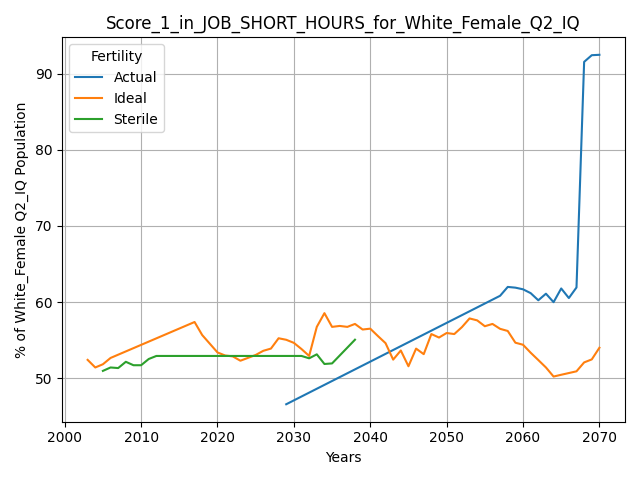 Score_1_in_JOB_SHORT_HOURS_for_White_Female_Q2_IQ
Fertility
Actual
Ideal
Sterile
% of White_Female Q2_IQ Population
90
80
70
60
50
2000 2010 2020 2030 2040 2050 2060 2070
Years